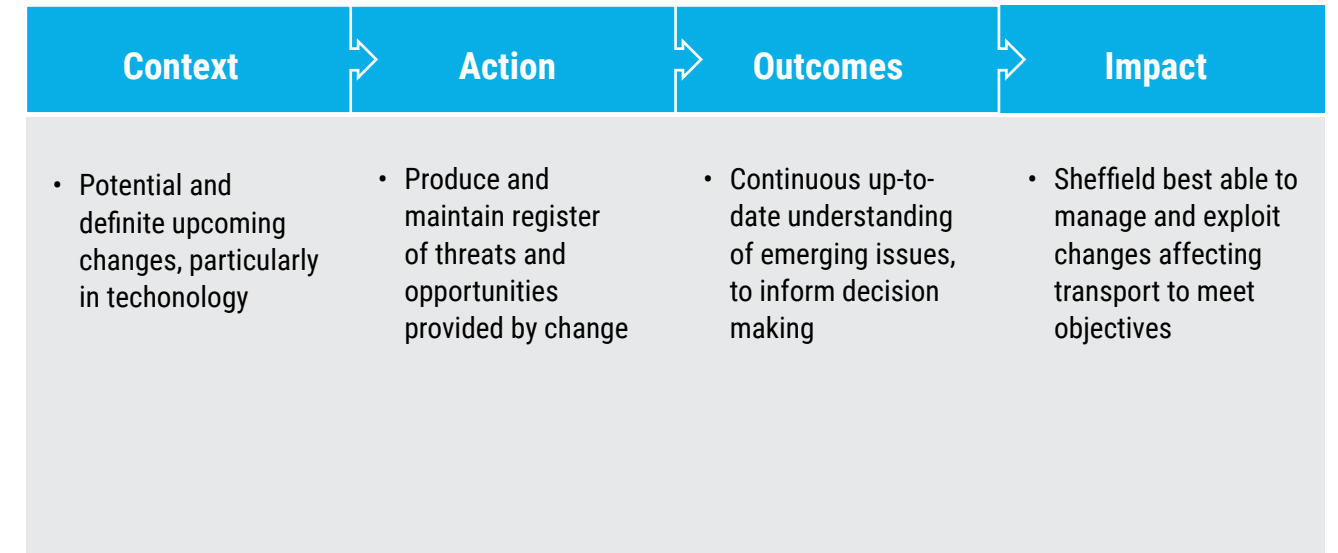 Context
Action
Outcomes
Impact
• Potential and
definite upcoming
changes, particularly
in techonology
• Produce and
maintain register
of threats and
opportunities
provided by change
• Continuous up-to-
date understanding
of emerging issues,
to inform decision
making
• Sheffield best able to
manage and exploit
changes affecting
transport to meet
objectives